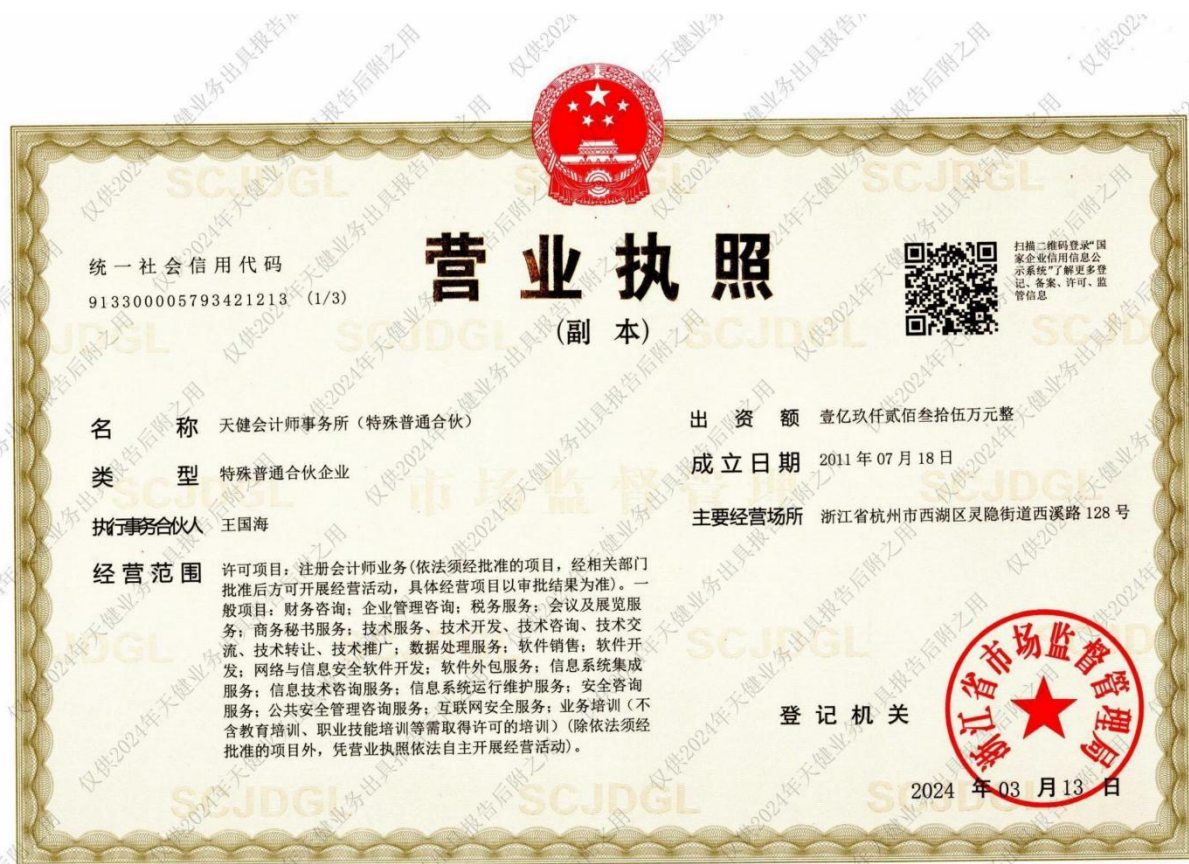 营业执照
(副 本)
统一社会信用代码
913300005793421213 (1/3)
扫描二维码登录“国
家企业信用信息公
示系统”了解更多登
记、备案、许可、监
管信息
名 称 天健会计师事务所（特殊普通合伙）
类 型 特殊普通合伙企业
执行事务合伙人 王国海
经营范围 许可项目：注册会计师业务(依法须经批准的项目，经相关部门
批准后方可开展经营活动，具体经营项目以审批结果为准)。一
般项目：财务咨询；企业管理咨询；税务服务；会议及展览服
务；商务秘书服务；技术服务、技术开发、技术咨询、技术交
流、技术转让、技术推广；数据处理服务；软件销售；软件开
发；网络与信息安全软件开发；软件外包服务；信息系统集成
服务；信息技术咨询服务；信息系统运行维护服务；安全咨询
服务；公共安全管理咨询服务；互联网安全服务；业务培训（不
含教育培训、职业技能培训等需取得许可的培训）(除依法须经
批准的项目外，凭营业执照依法自主开展经营活动)。
出 资 额 壹亿玖仟贰佰叁拾伍万元整
成立日期 2011年07月18日
主要经营场所 浙江省杭州市西湖区灵隐街道西溪路128号
登记机关
浙江省市场监督管理局
2024 年 03 月 13 日
仅供2024年天健业务出具报告后附之用
SCJDGL
市场监督管理